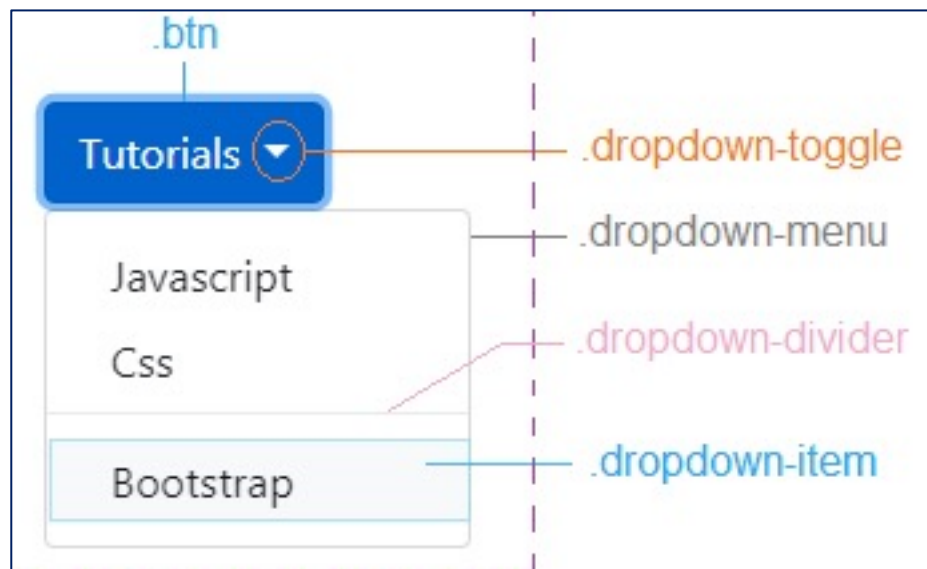 .btn
Tutorials
.dropdown-toggle
.dropdown-menu
Javascript
.dropdown-divider
Css
.dropdown-item
Bootstrap